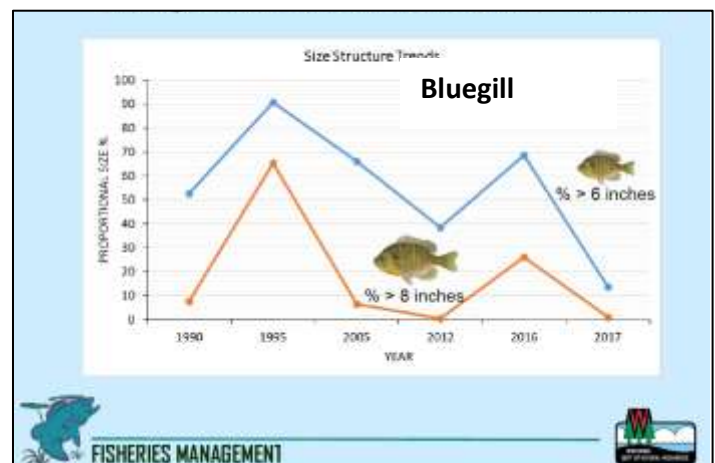 Size Structure Trends
Bluegill
100
90
80
70
60
50
40
30
20
10
0
PROPORTIONAL SIZE %
% > 6 inches
% > 8 inches
1990 1995 2005 2012 2016 2017
YEAR
FISHERIES MANAGEMENT